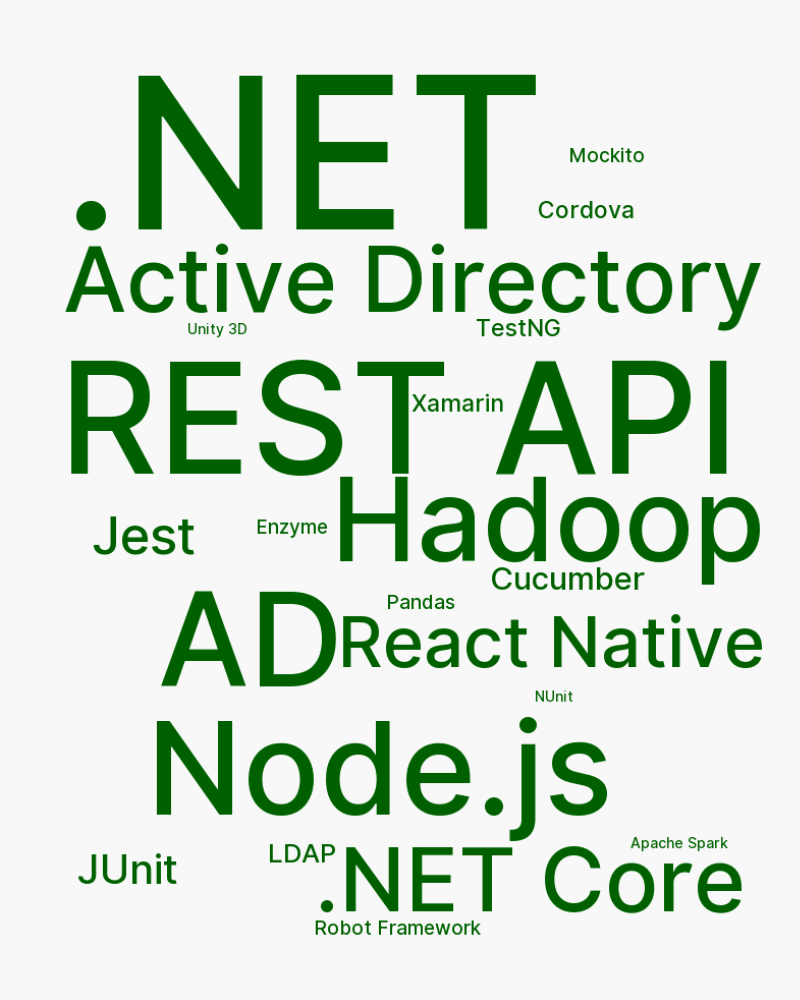 .NET
Mockito
Cordova
Active Directory
Unity 3D
TestNG
REST API
Xamarin
Hadoop
Jest
Enzyme
Cucumber
AD
Pandas
React Native
NUnit
Node.js
JUnit
LDAP
.NET Core
Apache Spark
Robot Framework